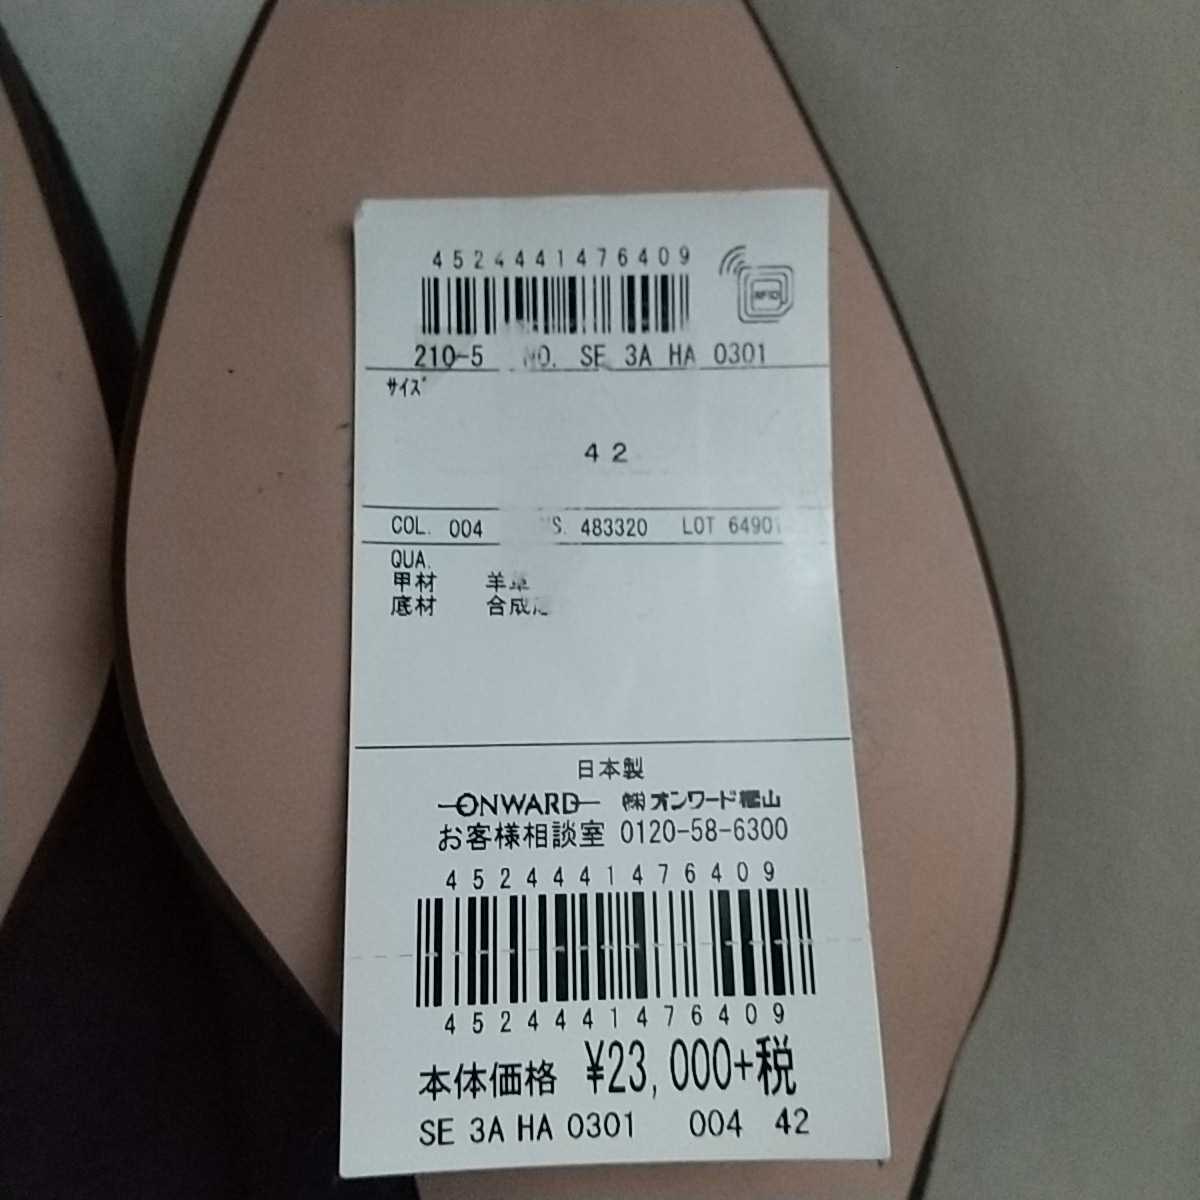 4524441476409
RFID
210-5 NO. SE 3A HA 0301
ｻｲｽﾞ
42
COL. 004 483320 LOT 64901
QUA.
甲材 羊革
底材 合成
日本製
ONWARD ㈱オンワード樫山
お客様相談室 0120-58-6300
4524441476409
4524441476409
本体価格 ¥23,000+税
SE 3A HA 0301 004 42